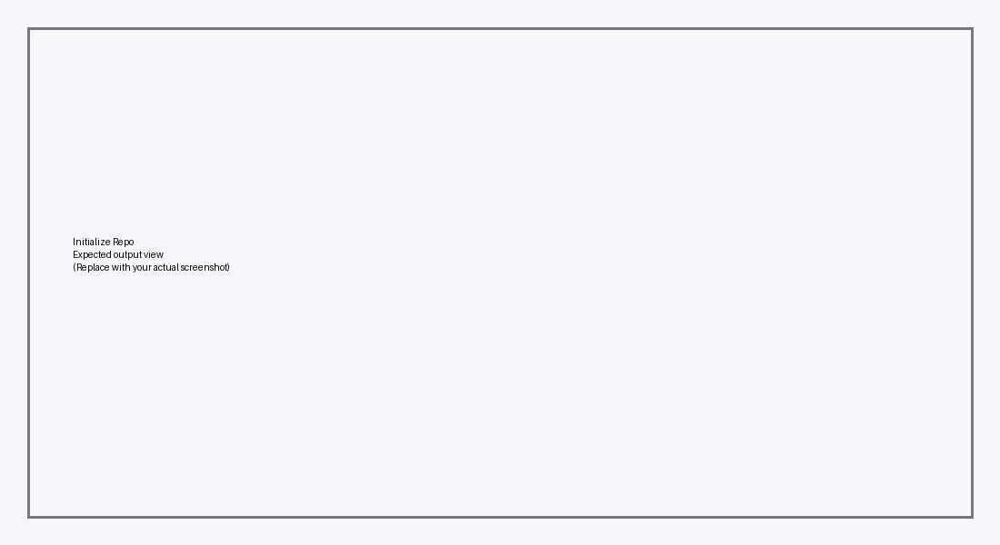 Initialize Repo
Expected output view
(Replace with your actual screenshot)